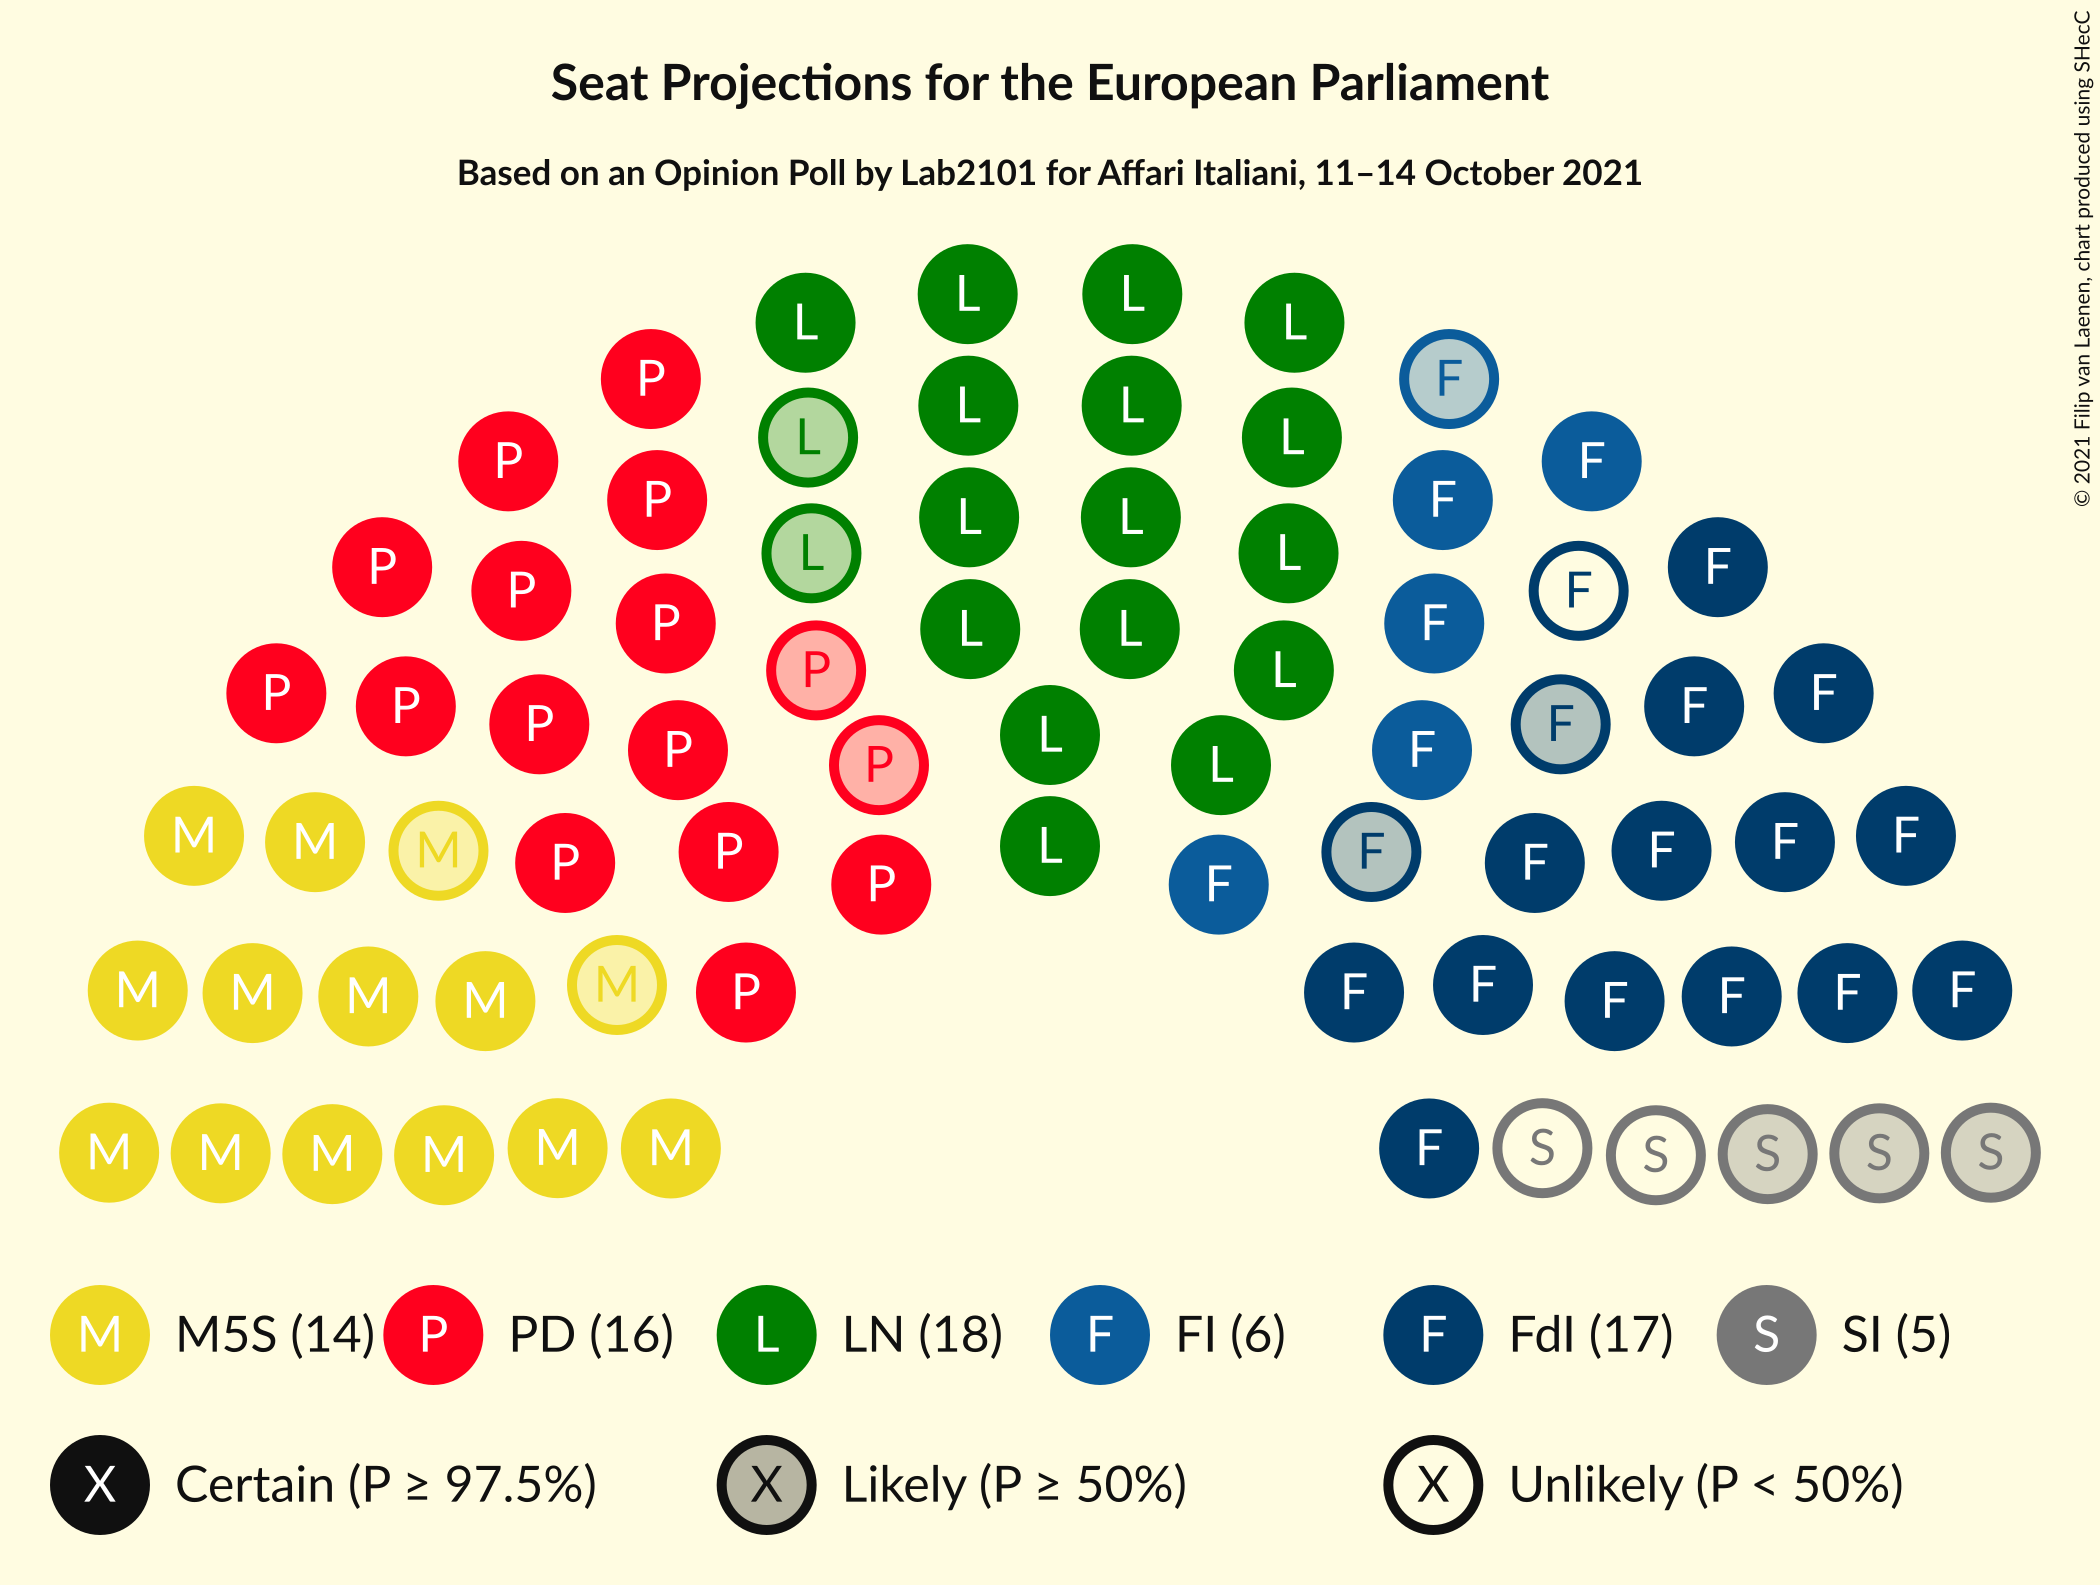 Seat Projections for the European Parliament
Based on an Opinion Poll by Lab2101 for Affari Italiani, 11–14 October 2021
© 2021 Filip van Laenen, chart produced using SHecC
L L
L L
P F
L L
L L
P F
P F
L L
L L
P F
P F
P F
L L
P F
P L
P F
P F
P F
P F
L
P F
P L
M F
M F
M L F
P F
P F
P F
M F
M F
M F
M F
M F
P F
M M M M M M F S S S S S
M M5S (14) P PD (16) L LN (18) F FI (6) F FdI (17) S SI (5)
X Certain (P ≥ 97.5%) X Likely (P ≥ 50%) X Unlikely (P < 50%)